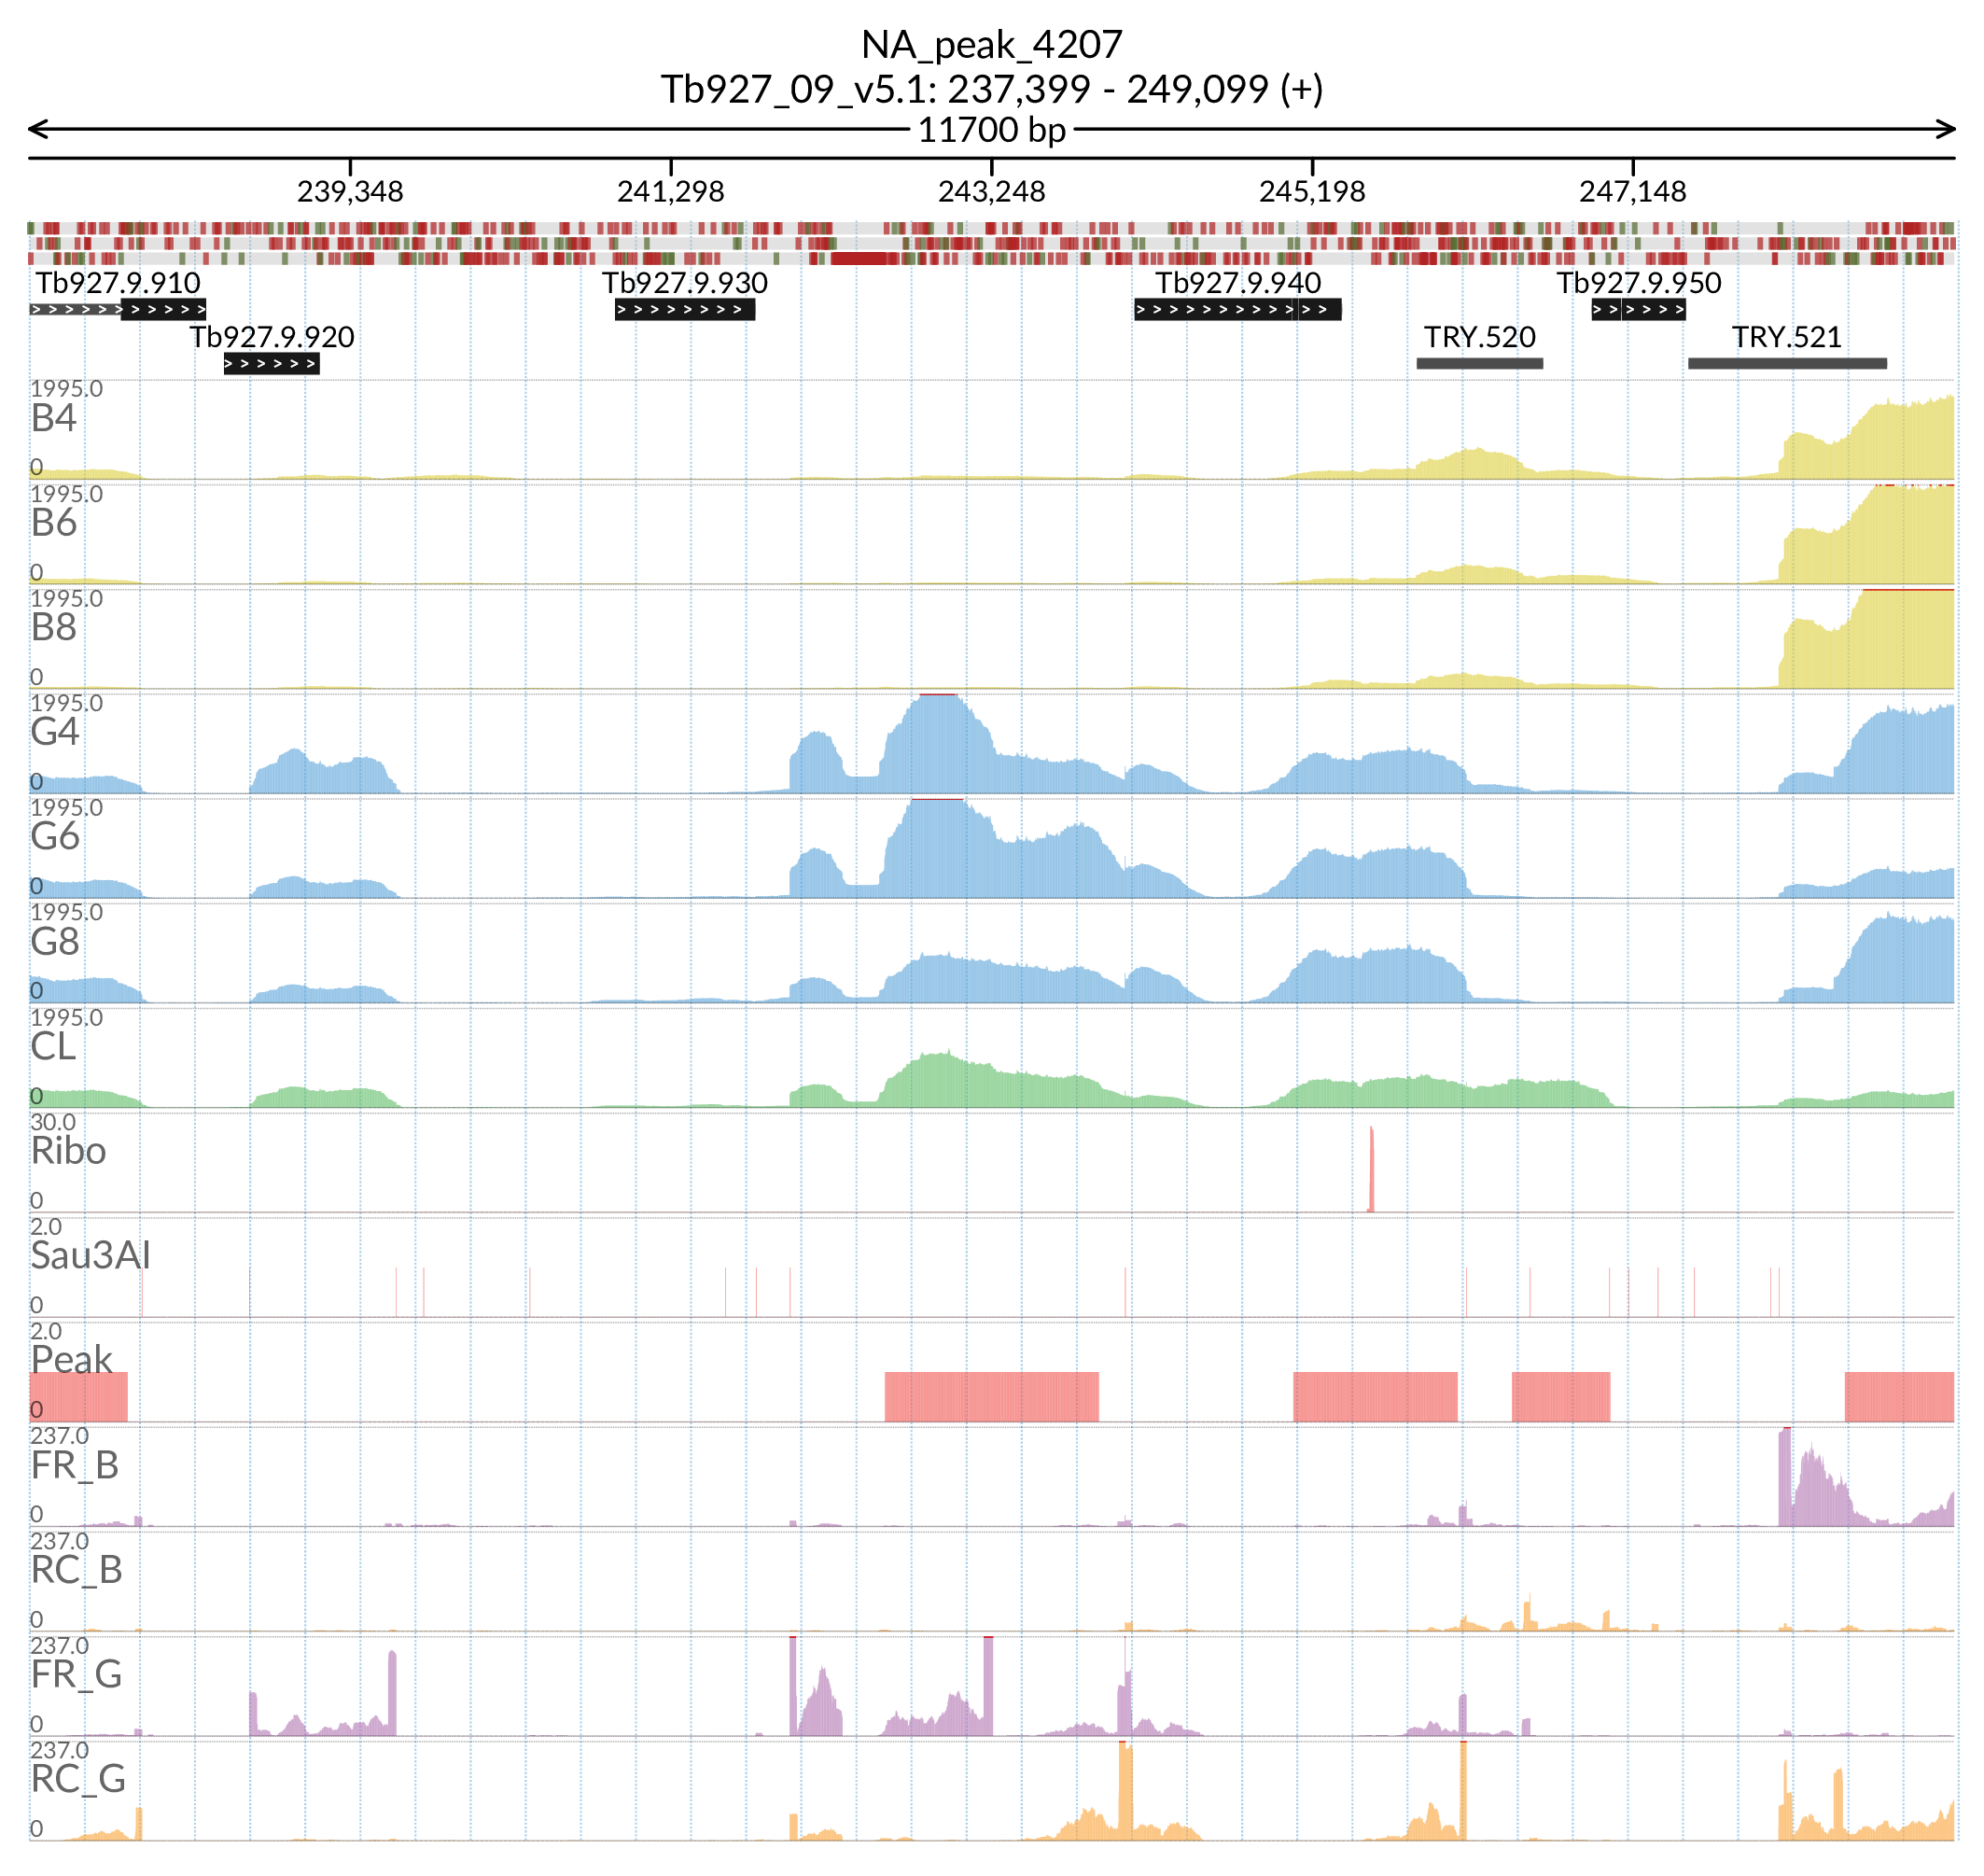 NA_peak_4207
Tb927_09_v5.1: 237,399 - 249,099 (+)
11700 bp
239,348 241,298 243,248 245,198 247,148
Tb927.9.910 Tb927.9.930 Tb927.9.940 Tb927.9.950
Tb927.9.920 TRY.520 TRY.521
1995.0
B4
0
1995.0
B6
0
1995.0
B8
0
1995.0
G4
0
1995.0
G6
0
1995.0
G8
0
1995.0
CL
0
30.0
Ribo
0
2.0
Sau3AI
0
2.0
Peak
0
237.0
FR_B
0
237.0
RC_B
0
237.0
FR_G
0
237.0
RC_G
0